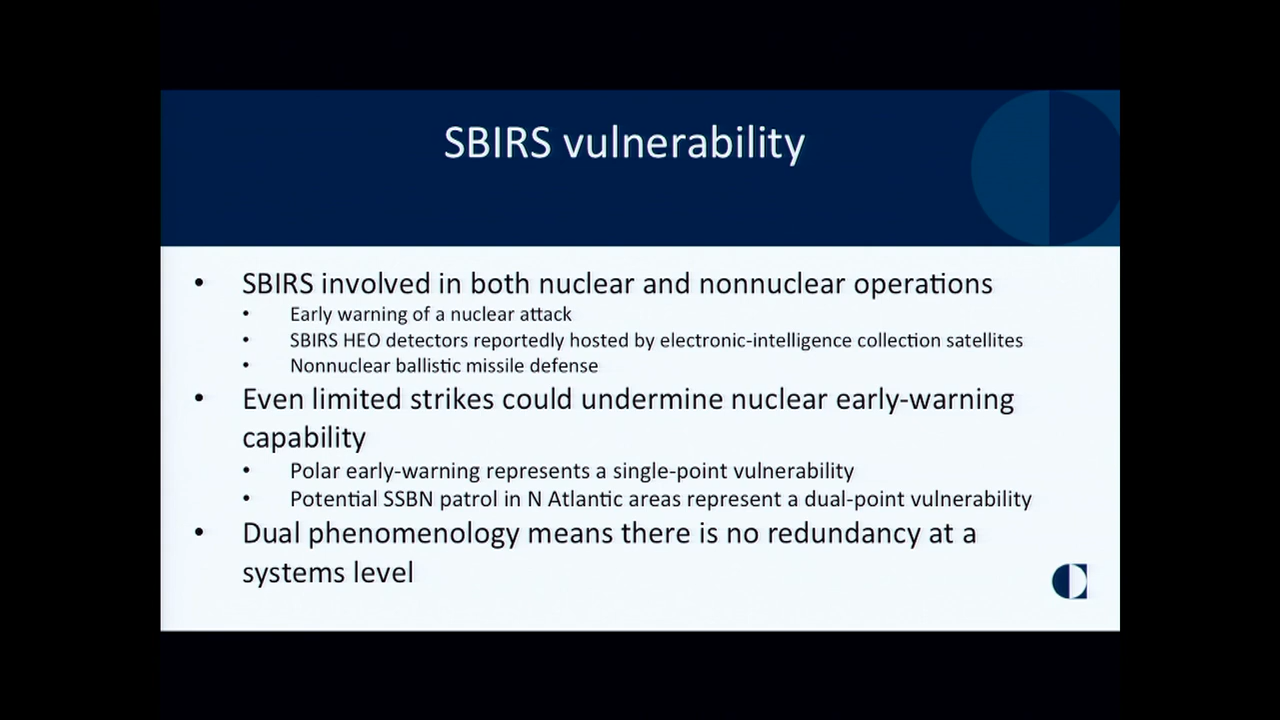 SBIRS vulnerability
• SBIRS involved in both nuclear and nonnuclear operations
• Early warning of a nuclear attack
• SBIRS HEO detectors reportedly hosted by electronic-intelligence collection satellites
• Nonnuclear ballistic missile defense
• Even limited strikes could undermine nuclear early-warning
capability
• Polar early-warning represents a single-point vulnerability
• Potential SSBN patrol in N Atlantic areas represent a dual-point vulnerability
• Dual phenomenology means there is no redundancy at a
systems level